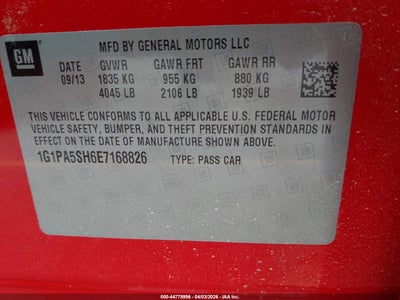 GM
MFD BY GENERAL MOTORS LLC
DATE GVWR GAWR FRT GAWR RR
09/13 1835 KG 955 KG 880 KG
4045 LB 2106 LB 1939 LB
THIS VEHICLE CONFORMS TO ALL APPLICABLE U.S. FEDERAL MOTOR
VEHICLE SAFETY, BUMPER, AND THEFT PREVENTION STANDARDS IN
EFFECT ON THE DATE OF MANUFACTURE SHOWN ABOVE.
1G1PA5SH6E7168826 TYPE: PASS CAR
000-44778996 - 04/03/2026 - IAAI.COM